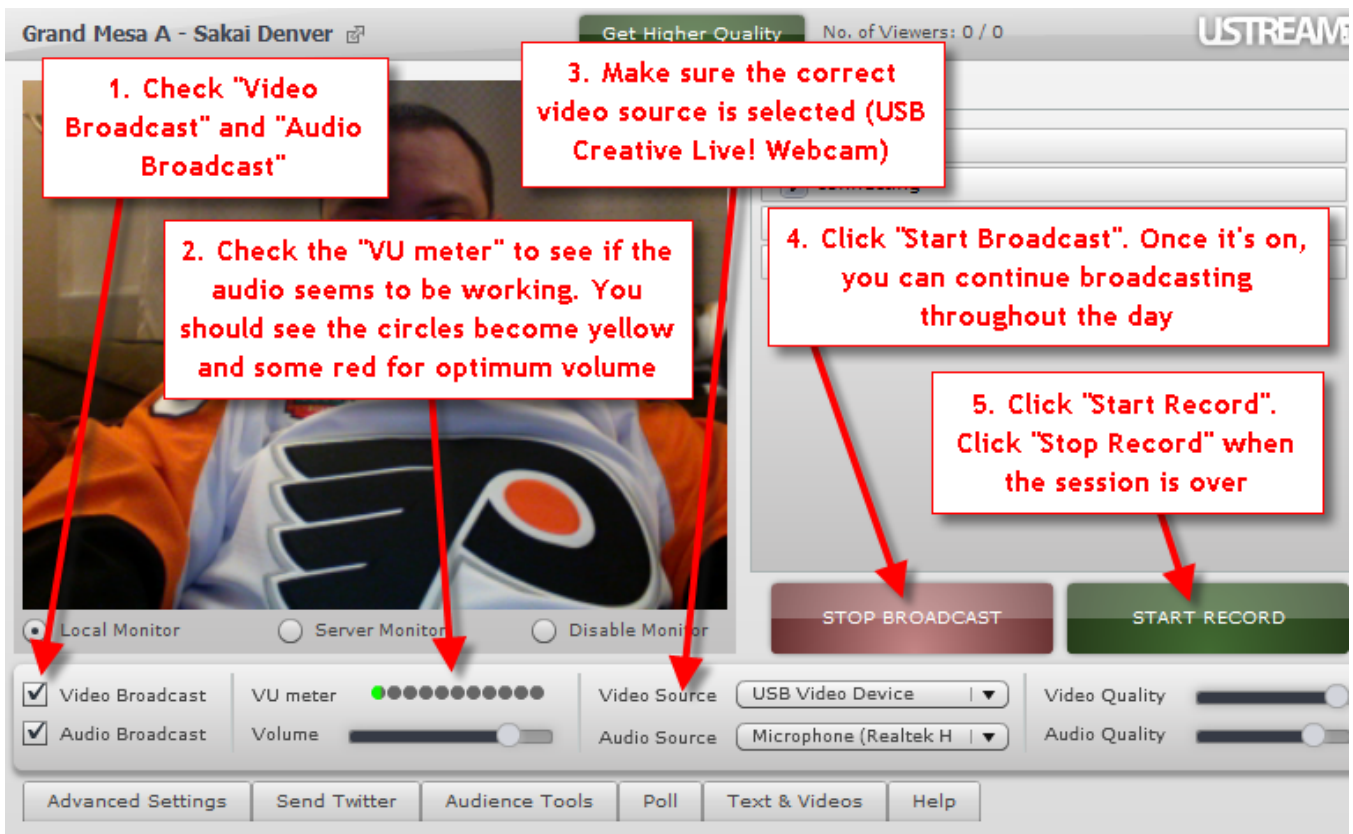 Grand Mesa A - Sakai Denver
Get Higher Quality
No. of Viewers: 0 / 0
USTREAM
1. Check "Video
Broadcast" and "Audio
Broadcast"
3. Make sure the correct
video source is selected (USB
Creative Live! Webcam)
2. Check the "VU meter" to see if the
audio seems to be working. You
should see the circles become yellow
and some red for optimum volume
4. Click "Start Broadcast". Once it's on,
you can continue broadcasting
throughout the day
5. Click "Start Record".
Click "Stop Record" when
the session is over
STOP BROADCAST
START RECORD
Local Monitor
Server Monitor
Disable Monitor
Video Broadcast
VU meter
Video Source
USB Video Device
Video Quality
Audio Broadcast
Volume
Audio Source
Microphone (Realtek H
Audio Quality
Advanced Settings
Send Twitter
Audience Tools
Poll
Text & Videos
Help